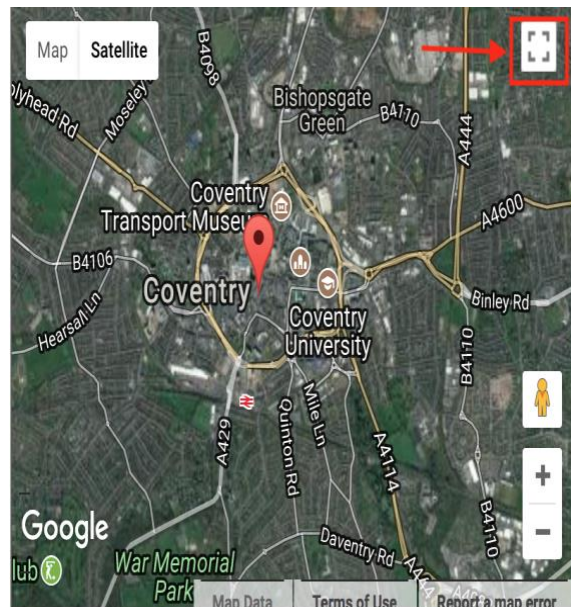 Map Satellite
B4098
Moseley
olyhead Rd
Bishopsgate
Green
B4110
A444
Coventry
Transport Museum
A4600
B4106
Coventry
Binley Rd
Hearsall Ln
Coventry
University
B4110
A429
Quinton Rd
Mile Ln
A4114
+
−
Google
B4110
Daventry Rd
lub
War Memorial
Park
A444
Map Data Terms of Use Report a map error